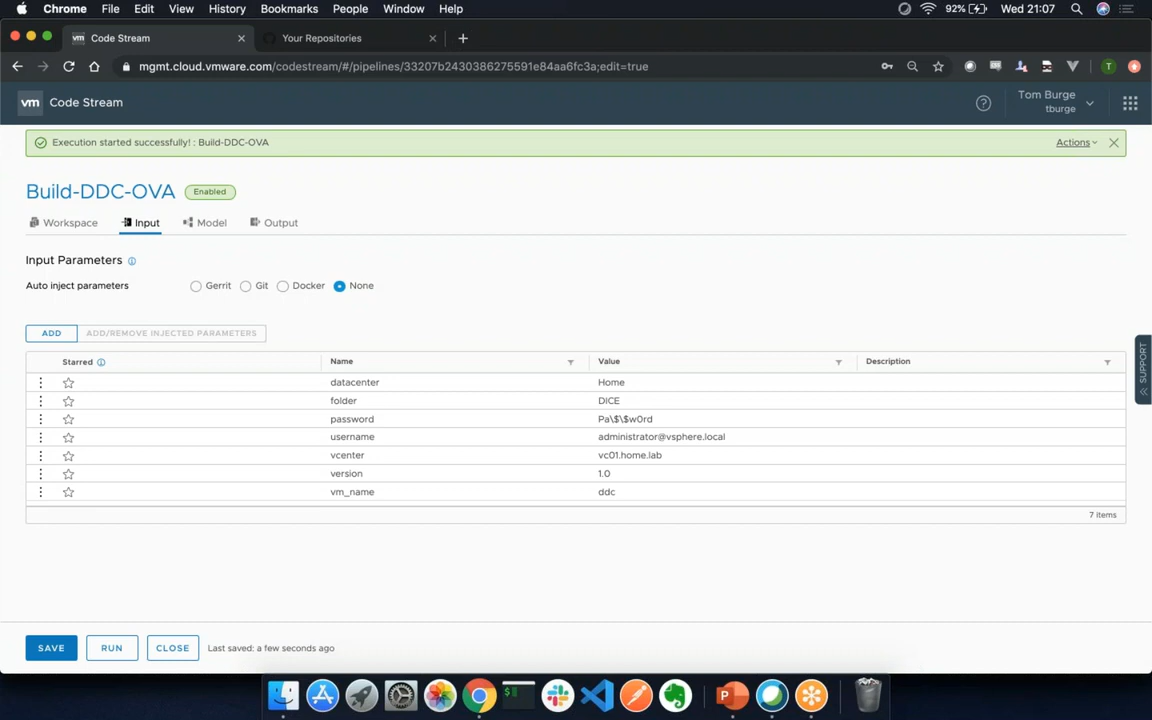 Chrome File Edit View History Bookmarks People Window Help 92% Wed 21:07
vm Code Stream Your Repositories
mgmt.cloud.vmware.com/codestream/#/pipelines/33207b2430386275591e84aa6fc3a;edit=true T
vm Code Stream Tom Burge
tburge
Execution started successfully! : Build-DDC-OVA Actions
Build-DDC-OVA Enabled
Workspace Input Model Output
Input Parameters
Auto inject parameters Gerrit Git Docker None
ADD ADD/REMOVE INJECTED PARAMETERS
SUPPORT
Starred Name Value Description
datacenter Home
folder DICE
password Pa\$\$w0rd
username administrator@vsphere.local
vcenter vc01.home.lab
version 1.0
vm_name ddc
7 items
SAVE RUN CLOSE Last saved: a few seconds ago